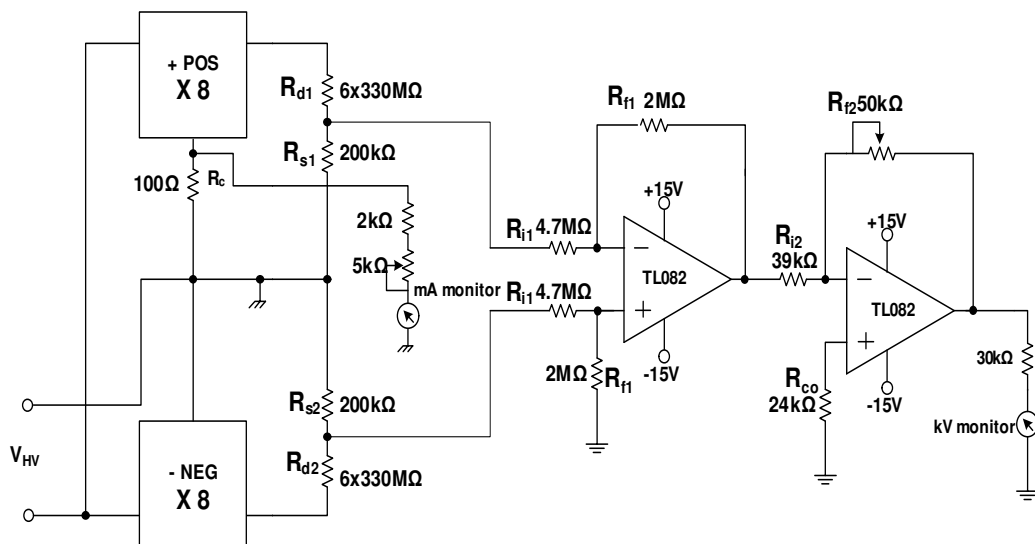 + POS
X 8
Rd1
6x330MΩ
Rs1
200kΩ
100Ω
Rc
2kΩ
5kΩ
mA monitor
Ri1 4.7MΩ
Ri1 4.7MΩ
Rf1 2MΩ
+15V
−
TL082
+
-15V
2MΩ
Rf1
Rf2 50kΩ
Ri2
39kΩ
+15V
−
TL082
+
-15V
Rco
24kΩ
30kΩ
kV monitor
VHV
Rs2
200kΩ
Rd2
6x330MΩ
- NEG
X 8